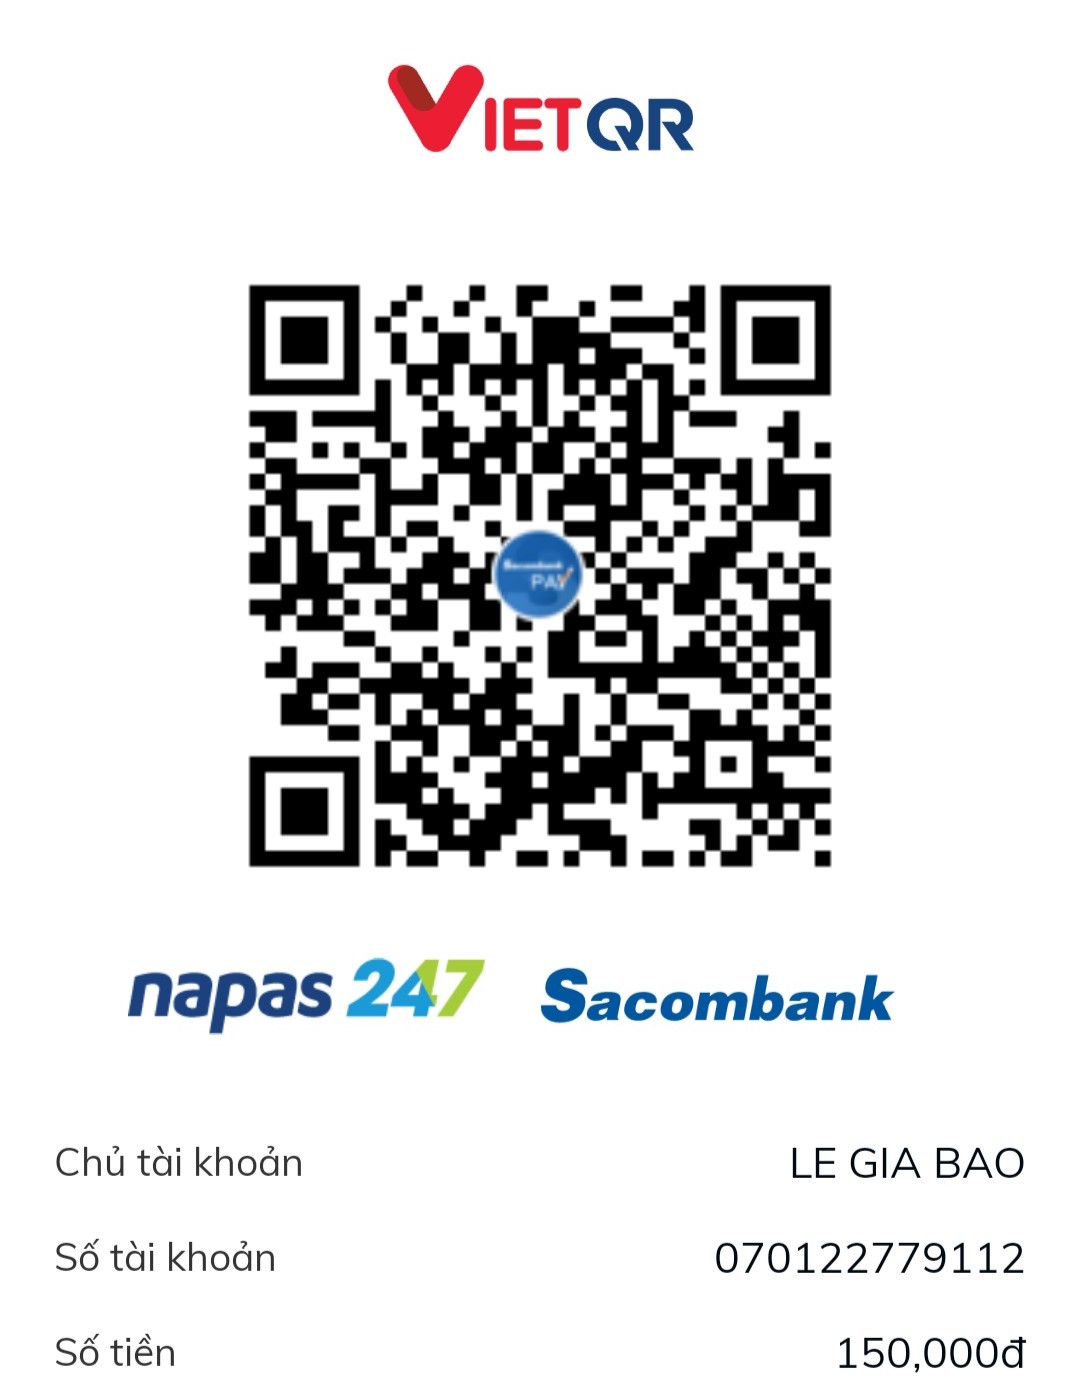 VIETQR
Sacombank
PAY
napas 247 Sacombank
Chủ tài khoản LE GIA BAO
Số tài khoản 070122779112
Số tiền 150,000đ